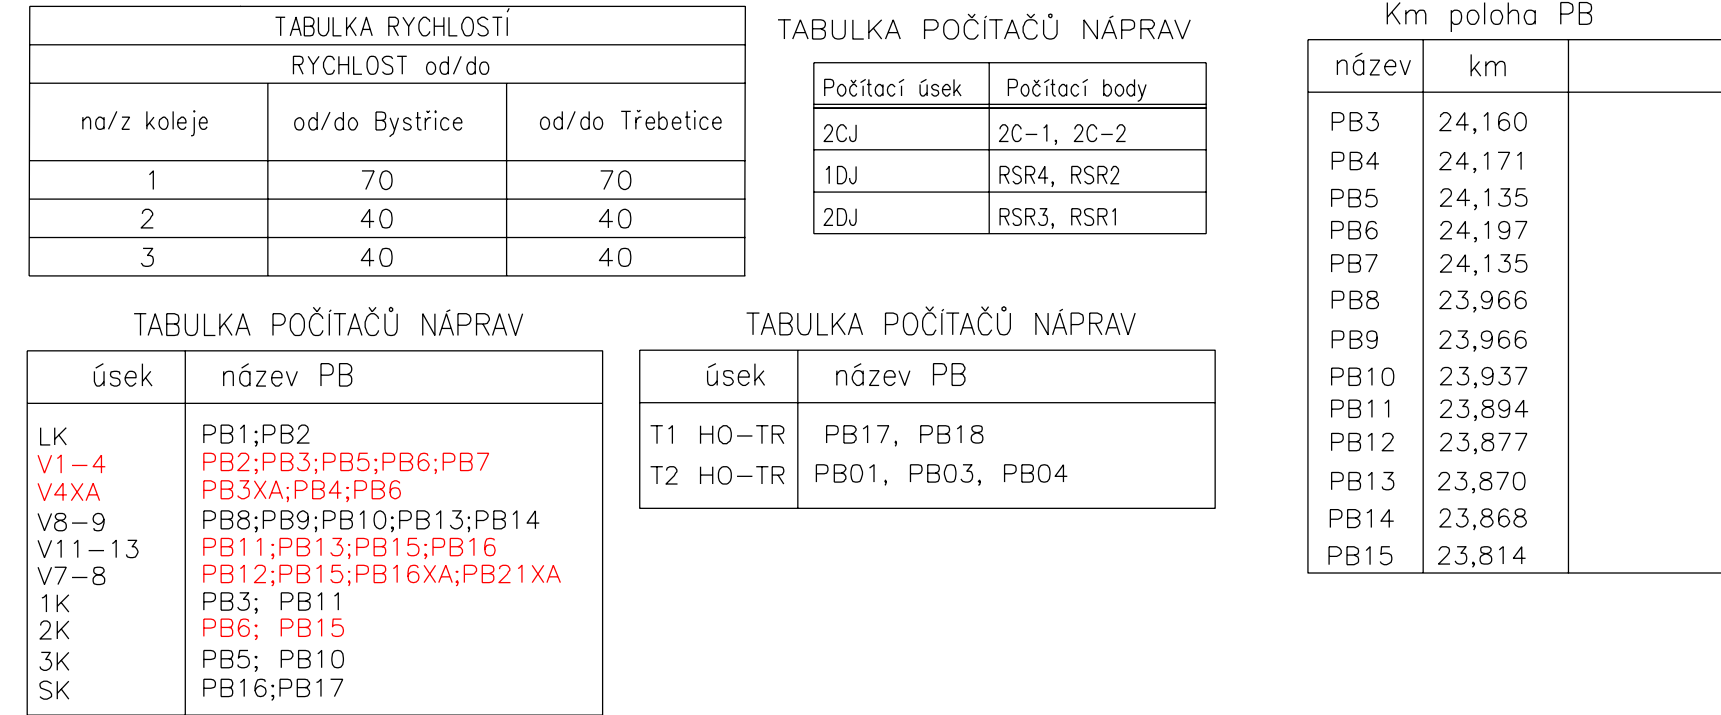 TABULKA RYCHLOSTÍ
RYCHLOST od/do
na/z koleje od/do Bystřice od/do Třebetice
1 70 70
2 40 40
3 40 40
TABULKA POČÍTAČŮ NÁPRAV
Počítací úsek Počítací body
2CJ 2C-1, 2C-2
1DJ RSR4, RSR2
2DJ RSR3, RSR1
Km poloha PB
název km
PB3 24,160
PB4 24,171
PB5 24,135
PB6 24,197
PB7 24,135
PB8 23,966
PB9 23,966
PB10 23,937
PB11 23,894
PB12 23,877
PB13 23,870
PB14 23,868
PB15 23,814
TABULKA POČÍTAČŮ NÁPRAV
úsek název PB
LK PB1;PB2
V1-4 PB2;PB3;PB5;PB6;PB7
V4XA PB3XA;PB4;PB6
V8-9 PB8;PB9;PB10;PB13;PB14
V11-13 PB11;PB13;PB15;PB16
V7-8 PB12;PB15;PB16XA;PB21XA
1K PB3; PB11
2K PB6; PB15
3K PB5; PB10
SK PB16;PB17
TABULKA POČÍTAČŮ NÁPRAV
úsek název PB
T1 HO-TR PB17, PB18
T2 HO-TR PB01, PB03, PB04